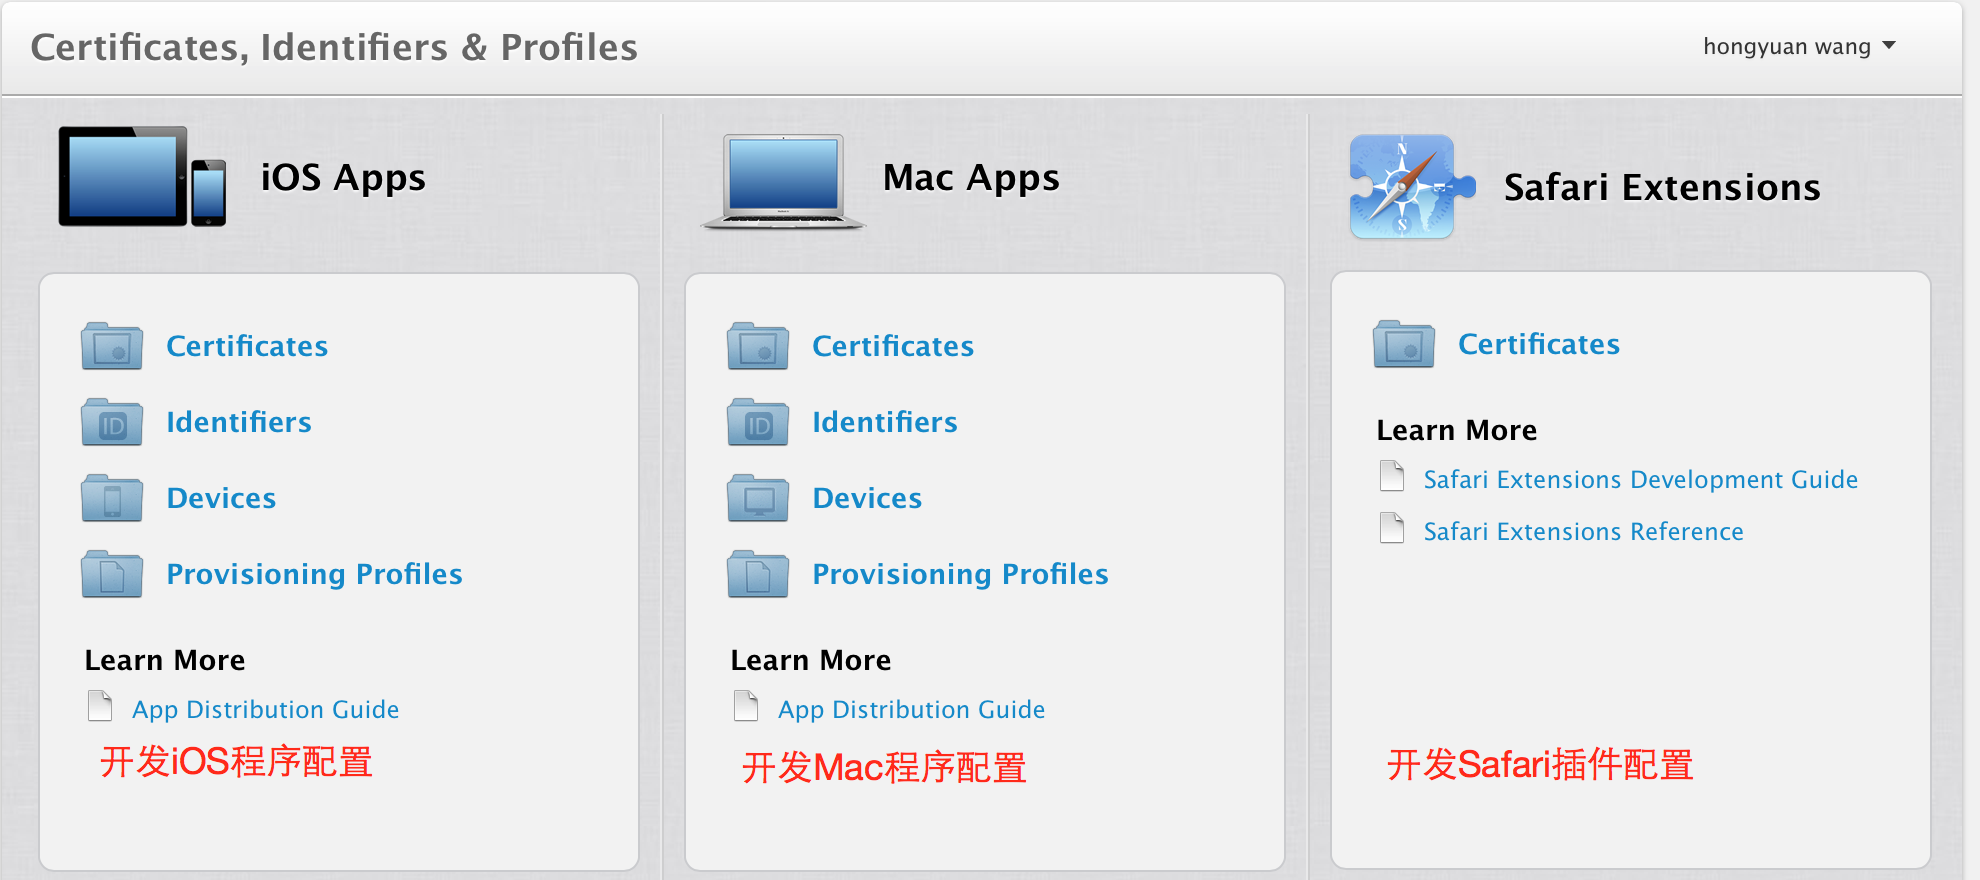 Certificates, Identifiers & Profiles
hongyuan wang
iOS Apps
Certificates
ID
Identifiers
Devices
Provisioning Profiles
Learn More
App Distribution Guide
开发iOS程序配置
Mac Apps
Certificates
ID
Identifiers
Devices
Provisioning Profiles
Learn More
App Distribution Guide
开发Mac程序配置
N
S
Safari Extensions
Certificates
Learn More
Safari Extensions Development Guide
Safari Extensions Reference
开发Safari插件配置